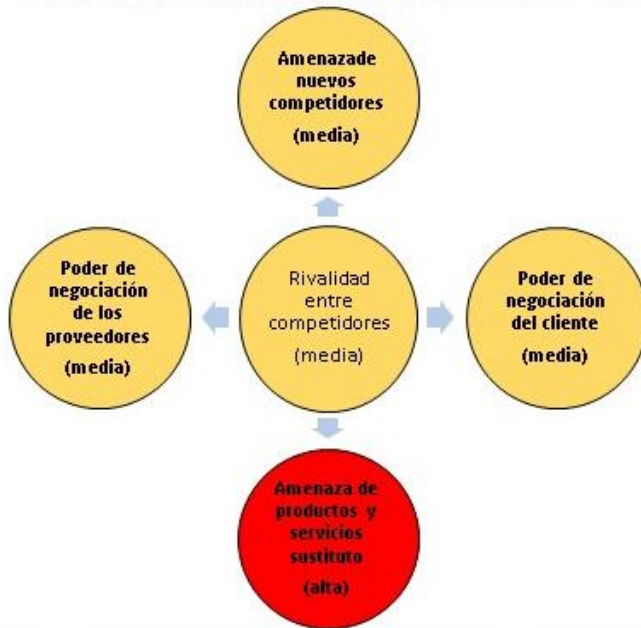 Amenazade
nuevos
competidores
(media)
Poder de
negociación
de los
proveedores
(media)
Rivalidad
entre
competidores
(media)
Poder de
negociación
del cliente
(media)
Amenaza de
productos y
servicios
sustituto
(alta)